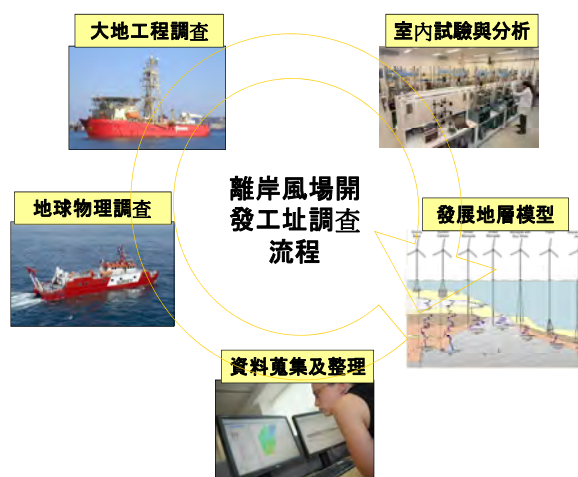 大地工程調查
室內試驗與分析
離岸風場開
發工址調查
流程
地球物理調查
發展地層模型
資料蒐集及整理